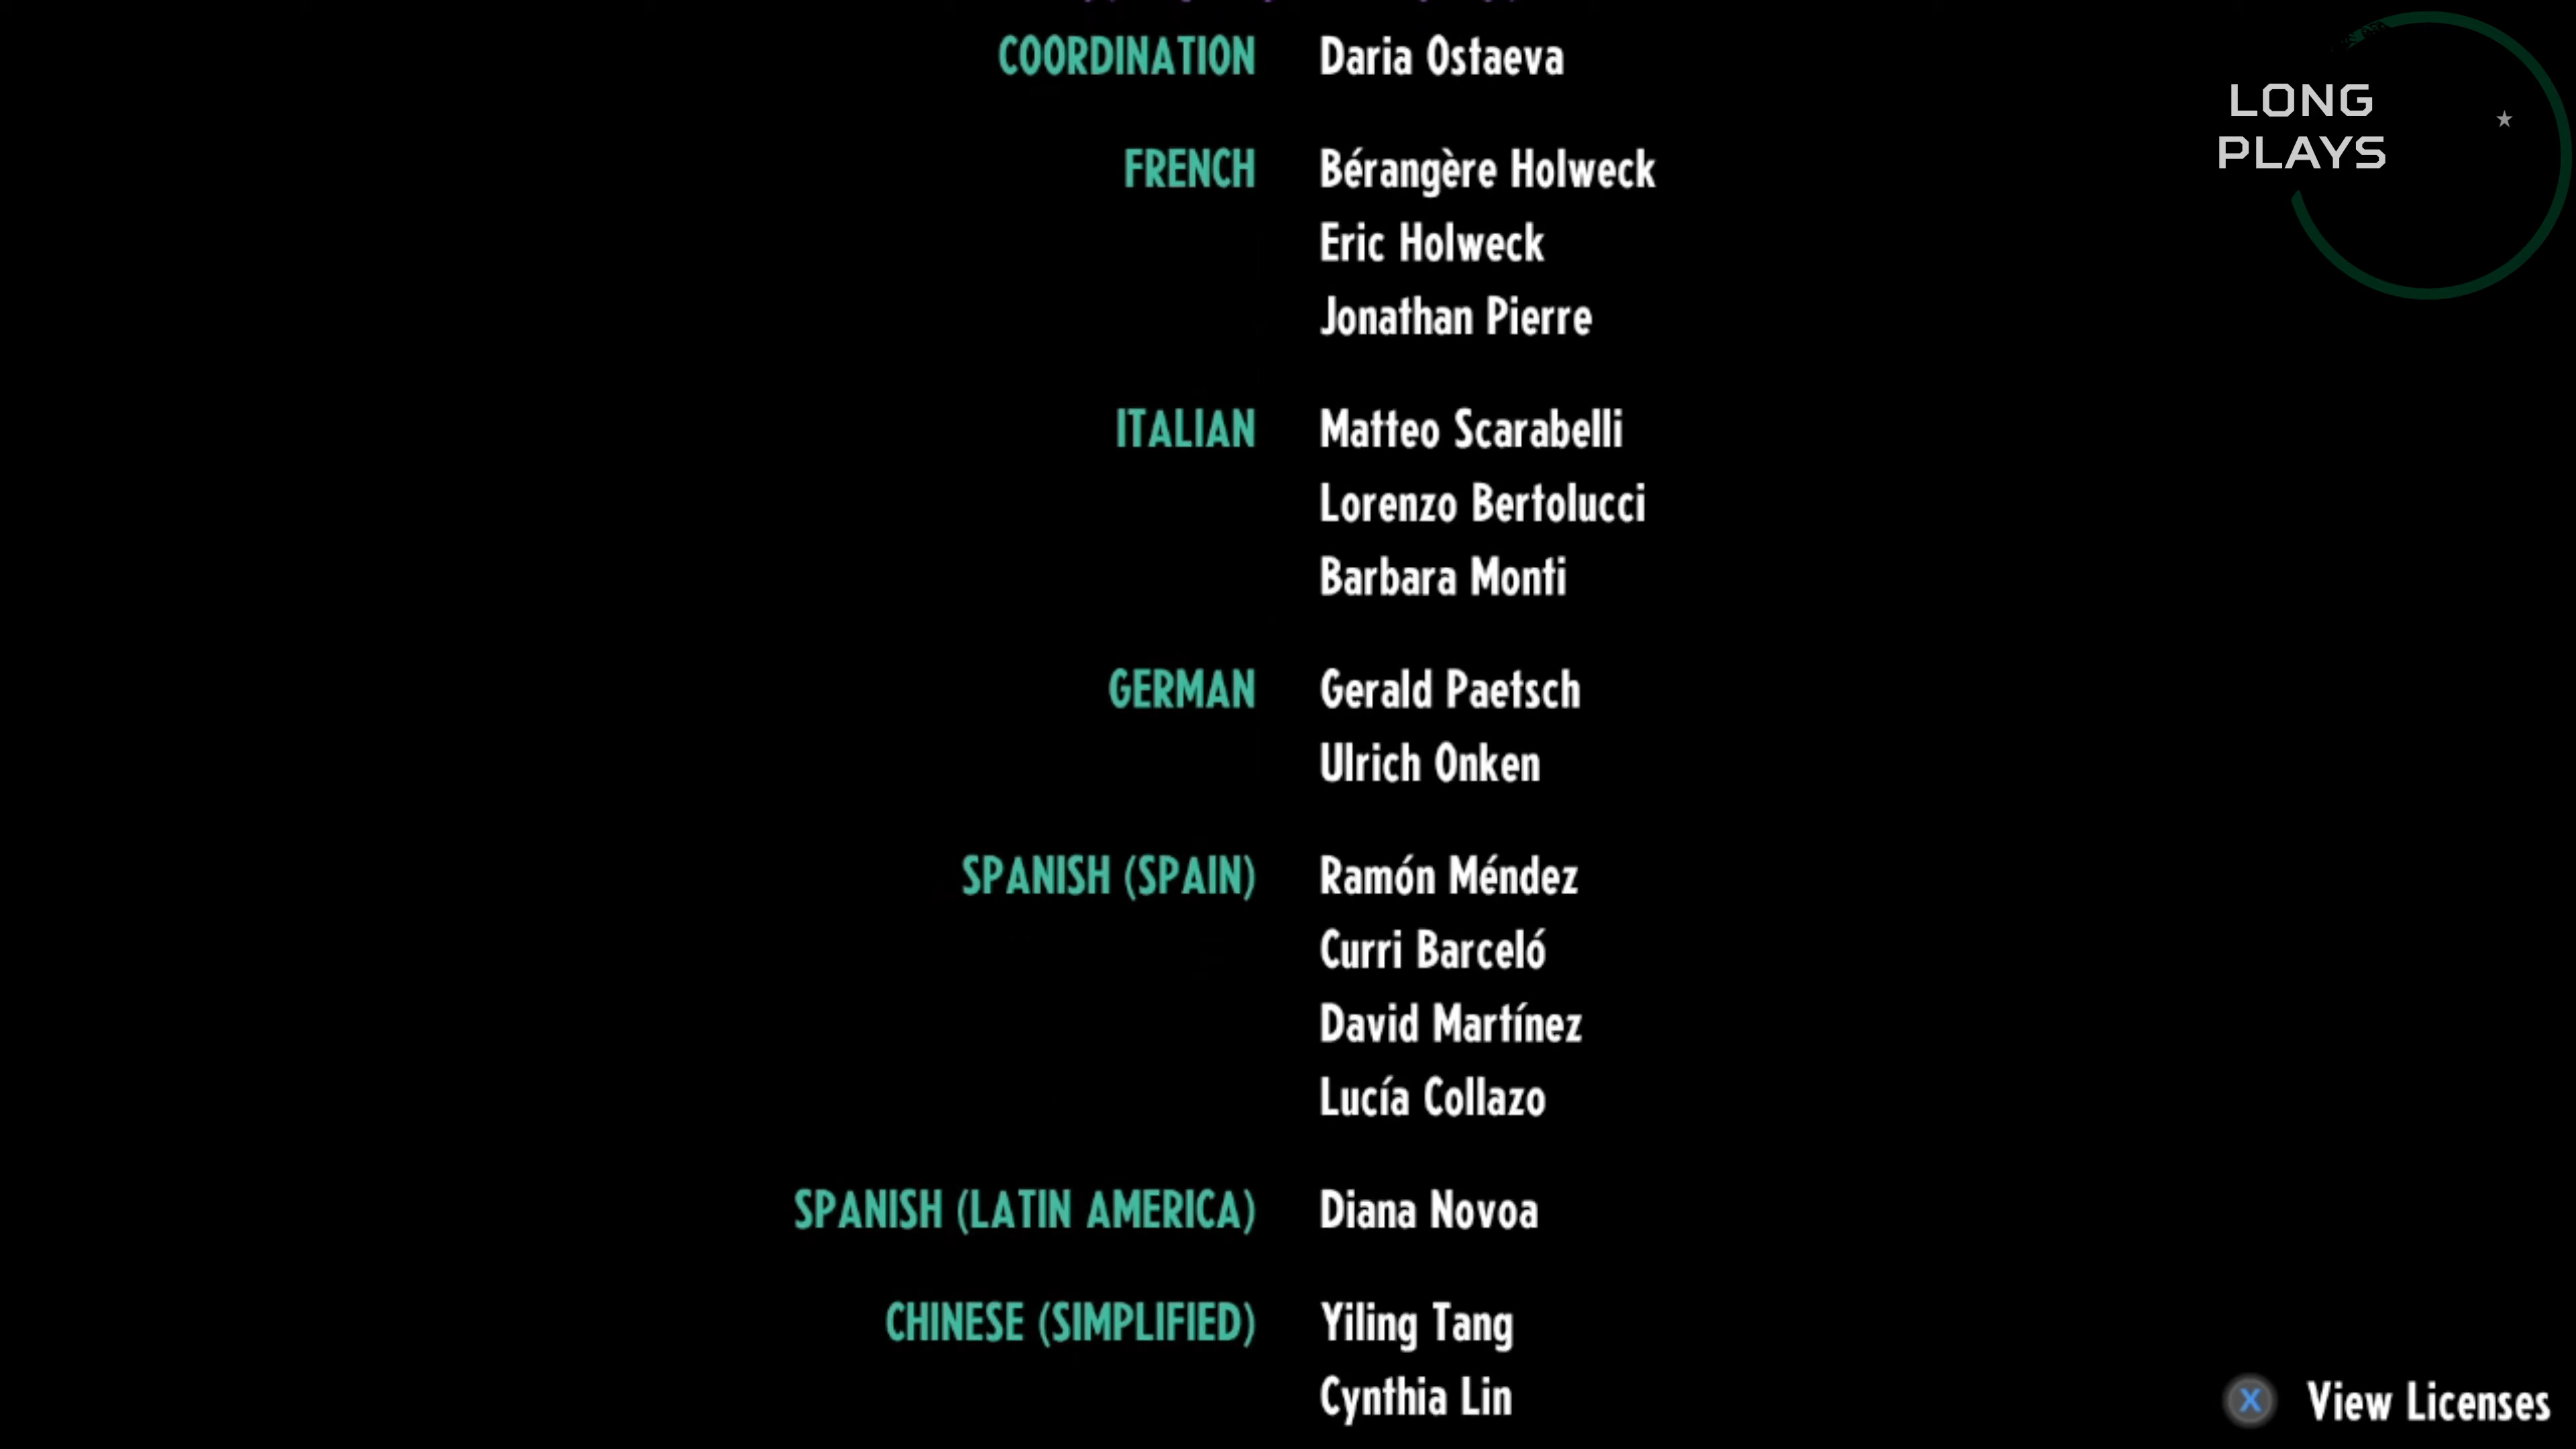 COORDINATION Daria Ostaeva
FRENCH Bérangère Holweck
Eric Holweck
Jonathan Pierre
ITALIAN Matteo Scarabelli
Lorenzo Bertolucci
Barbara Monti
GERMAN Gerald Paetsch
Ulrich Onken
SPANISH (SPAIN) Ramón Méndez
Curri Barceló
David Martínez
Lucía Collazo
SPANISH (LATIN AMERICA) Diana Novoa
CHINESE (SIMPLIFIED) Yiling Tang
Cynthia Lin
LONG
PLAYS
X View Licenses